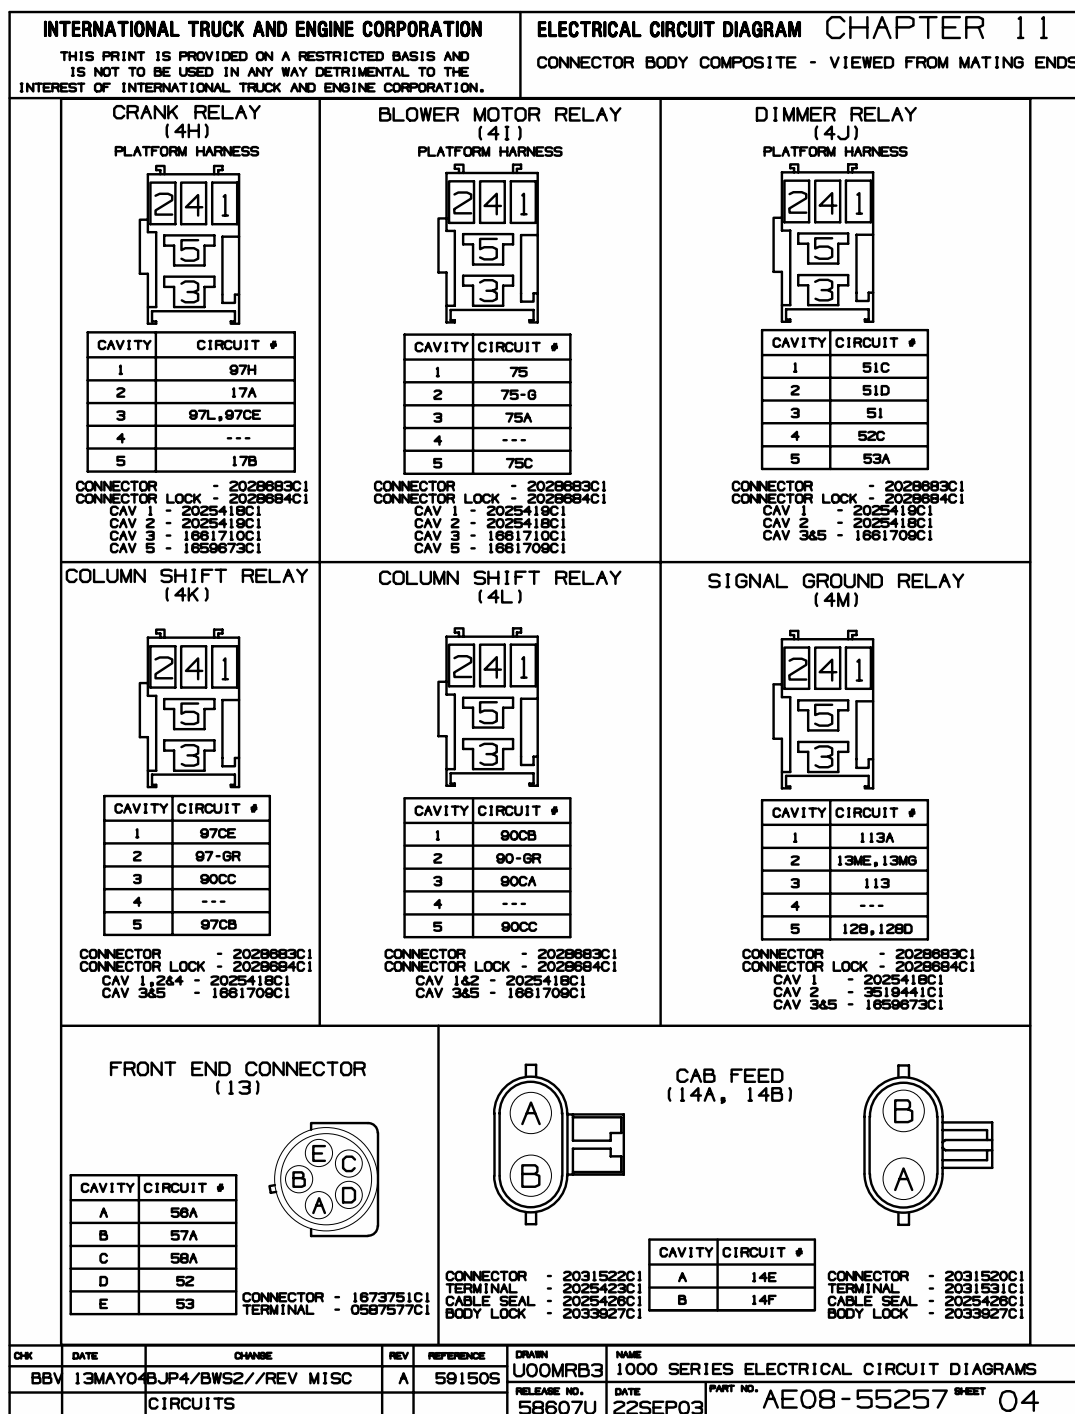 INTERNATIONAL TRUCK AND ENGINE CORPORATION
THIS PRINT IS PROVIDED ON A RESTRICTED BASIS AND
IS NOT TO BE USED IN ANY WAY DETRIMENTAL TO THE
INTEREST OF INTERNATIONAL TRUCK AND ENGINE CORPORATION.
ELECTRICAL CIRCUIT DIAGRAM CHAPTER 11
CONNECTOR BODY COMPOSITE - VIEWED FROM MATING ENDS
CRANK RELAY
(4H)
PLATFORM HARNESS
2 4 1
5
3
CAVITY CIRCUIT #
1 97H
2 17A
3 97L,97CE
4 ---
5 17B
CONNECTOR - 2028683C1
CONNECTOR LOCK - 2028684C1
CAV 1 - 2025418C1
CAV 2 - 2025419C1
CAV 3 - 1661710C1
CAV 5 - 1659673C1
BLOWER MOTOR RELAY
(4I)
PLATFORM HARNESS
2 4 1
5
3
CAVITY CIRCUIT #
1 75
2 75-G
3 75A
4 ---
5 75C
CONNECTOR - 2028683C1
CONNECTOR LOCK - 2028684C1
CAV 1 - 2025419C1
CAV 2 - 2025418C1
CAV 3 - 1661710C1
CAV 5 - 1661709C1
DIMMER RELAY
(4J)
PLATFORM HARNESS
2 4 1
5
3
CAVITY CIRCUIT #
1 51C
2 51D
3 51
4 52C
5 53A
CONNECTOR - 2028683C1
CONNECTOR LOCK - 2028684C1
CAV 1 - 2025419C1
CAV 2 - 2025418C1
CAV 3&5 - 1661709C1
COLUMN SHIFT RELAY
(4K)
2 4 1
5
3
CAVITY CIRCUIT #
1 97CE
2 97-GR
3 90CC
4 ---
5 97CB
CONNECTOR - 2028683C1
CONNECTOR LOCK - 2028684C1
CAV 1,2&4 - 2025418C1
CAV 3&5 - 1661709C1
COLUMN SHIFT RELAY
(4L)
2 4 1
5
3
CAVITY CIRCUIT #
1 90CB
2 90-GR
3 90CA
4 ---
5 90CC
CONNECTOR - 2028683C1
CONNECTOR LOCK - 2028684C1
CAV 1&2 - 2025418C1
CAV 3&5 - 1661709C1
SIGNAL GROUND RELAY
(4M)
2 4 1
5
3
CAVITY CIRCUIT #
1 113A
2 13ME,13MG
3 113
4 ---
5 128,128D
CONNECTOR - 2028683C1
CONNECTOR LOCK - 2028684C1
CAV 1 - 2025418C1
CAV 2 - 3519441C1
CAV 3&5 - 1659673C1
FRONT END CONNECTOR
(13)
E
C
B
D
A
CAVITY CIRCUIT #
A 56A
B 57A
C 58A
D 52
E 53
CONNECTOR - 1673751C1
TERMINAL - 0587577C1
CAB FEED
(14A, 14B)
A
B
B
A
CONNECTOR - 2031522C1
TERMINAL - 2025423C1
CABLE SEAL - 2025426C1
BODY LOCK - 2033927C1
CAVITY CIRCUIT #
A 14E
B 14F
CONNECTOR - 2031520C1
TERMINAL - 2031531C1
CABLE SEAL - 2025426C1
BODY LOCK - 2033927C1
CHK DATE CHANGE REV REFERENCE
BBV 13MAY04 BJP4/BWS2//REV MISC A 59150S
CIRCUITS
DRAWN
U00MRB3
NAME
1000 SERIES ELECTRICAL CIRCUIT DIAGRAMS
RELEASE NO.
58607U
DATE
22SEP03
PART NO. AE08-55257 SHEET 04